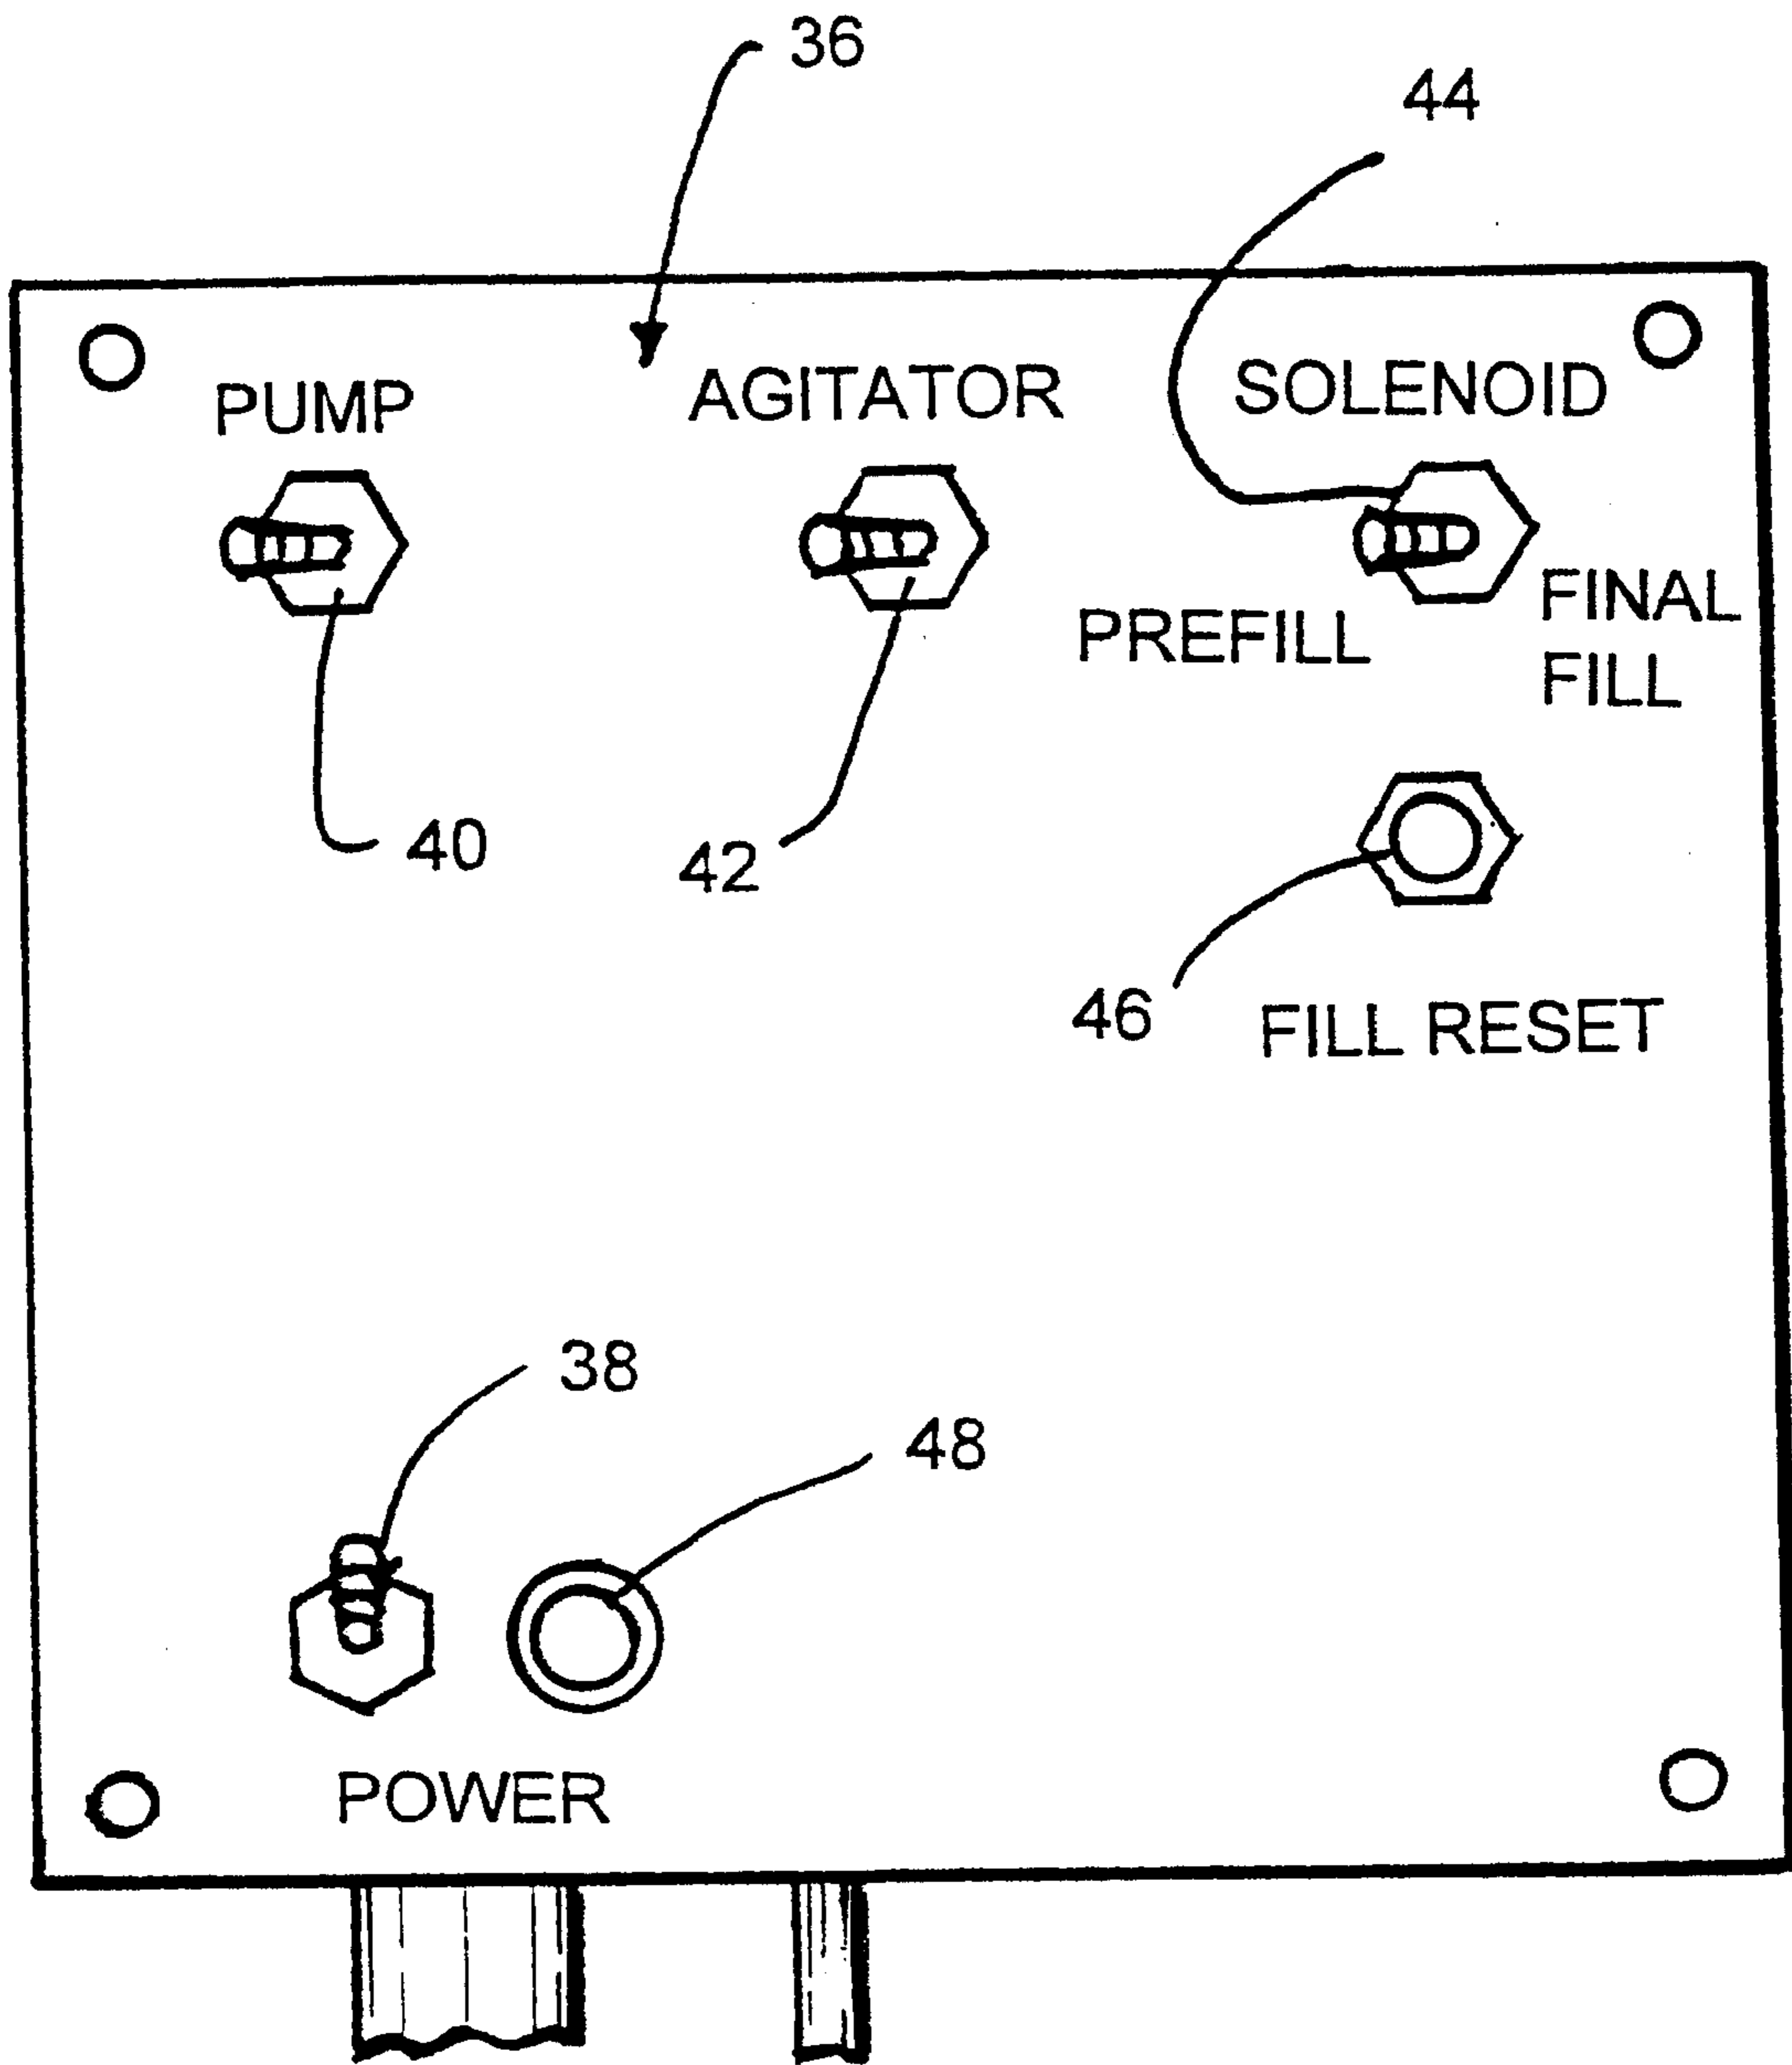 36
44
PUMP
AGITATOR
SOLENOID
PREFILL
FINAL
FILL
40
42
46
FILL RESET
38
48
POWER